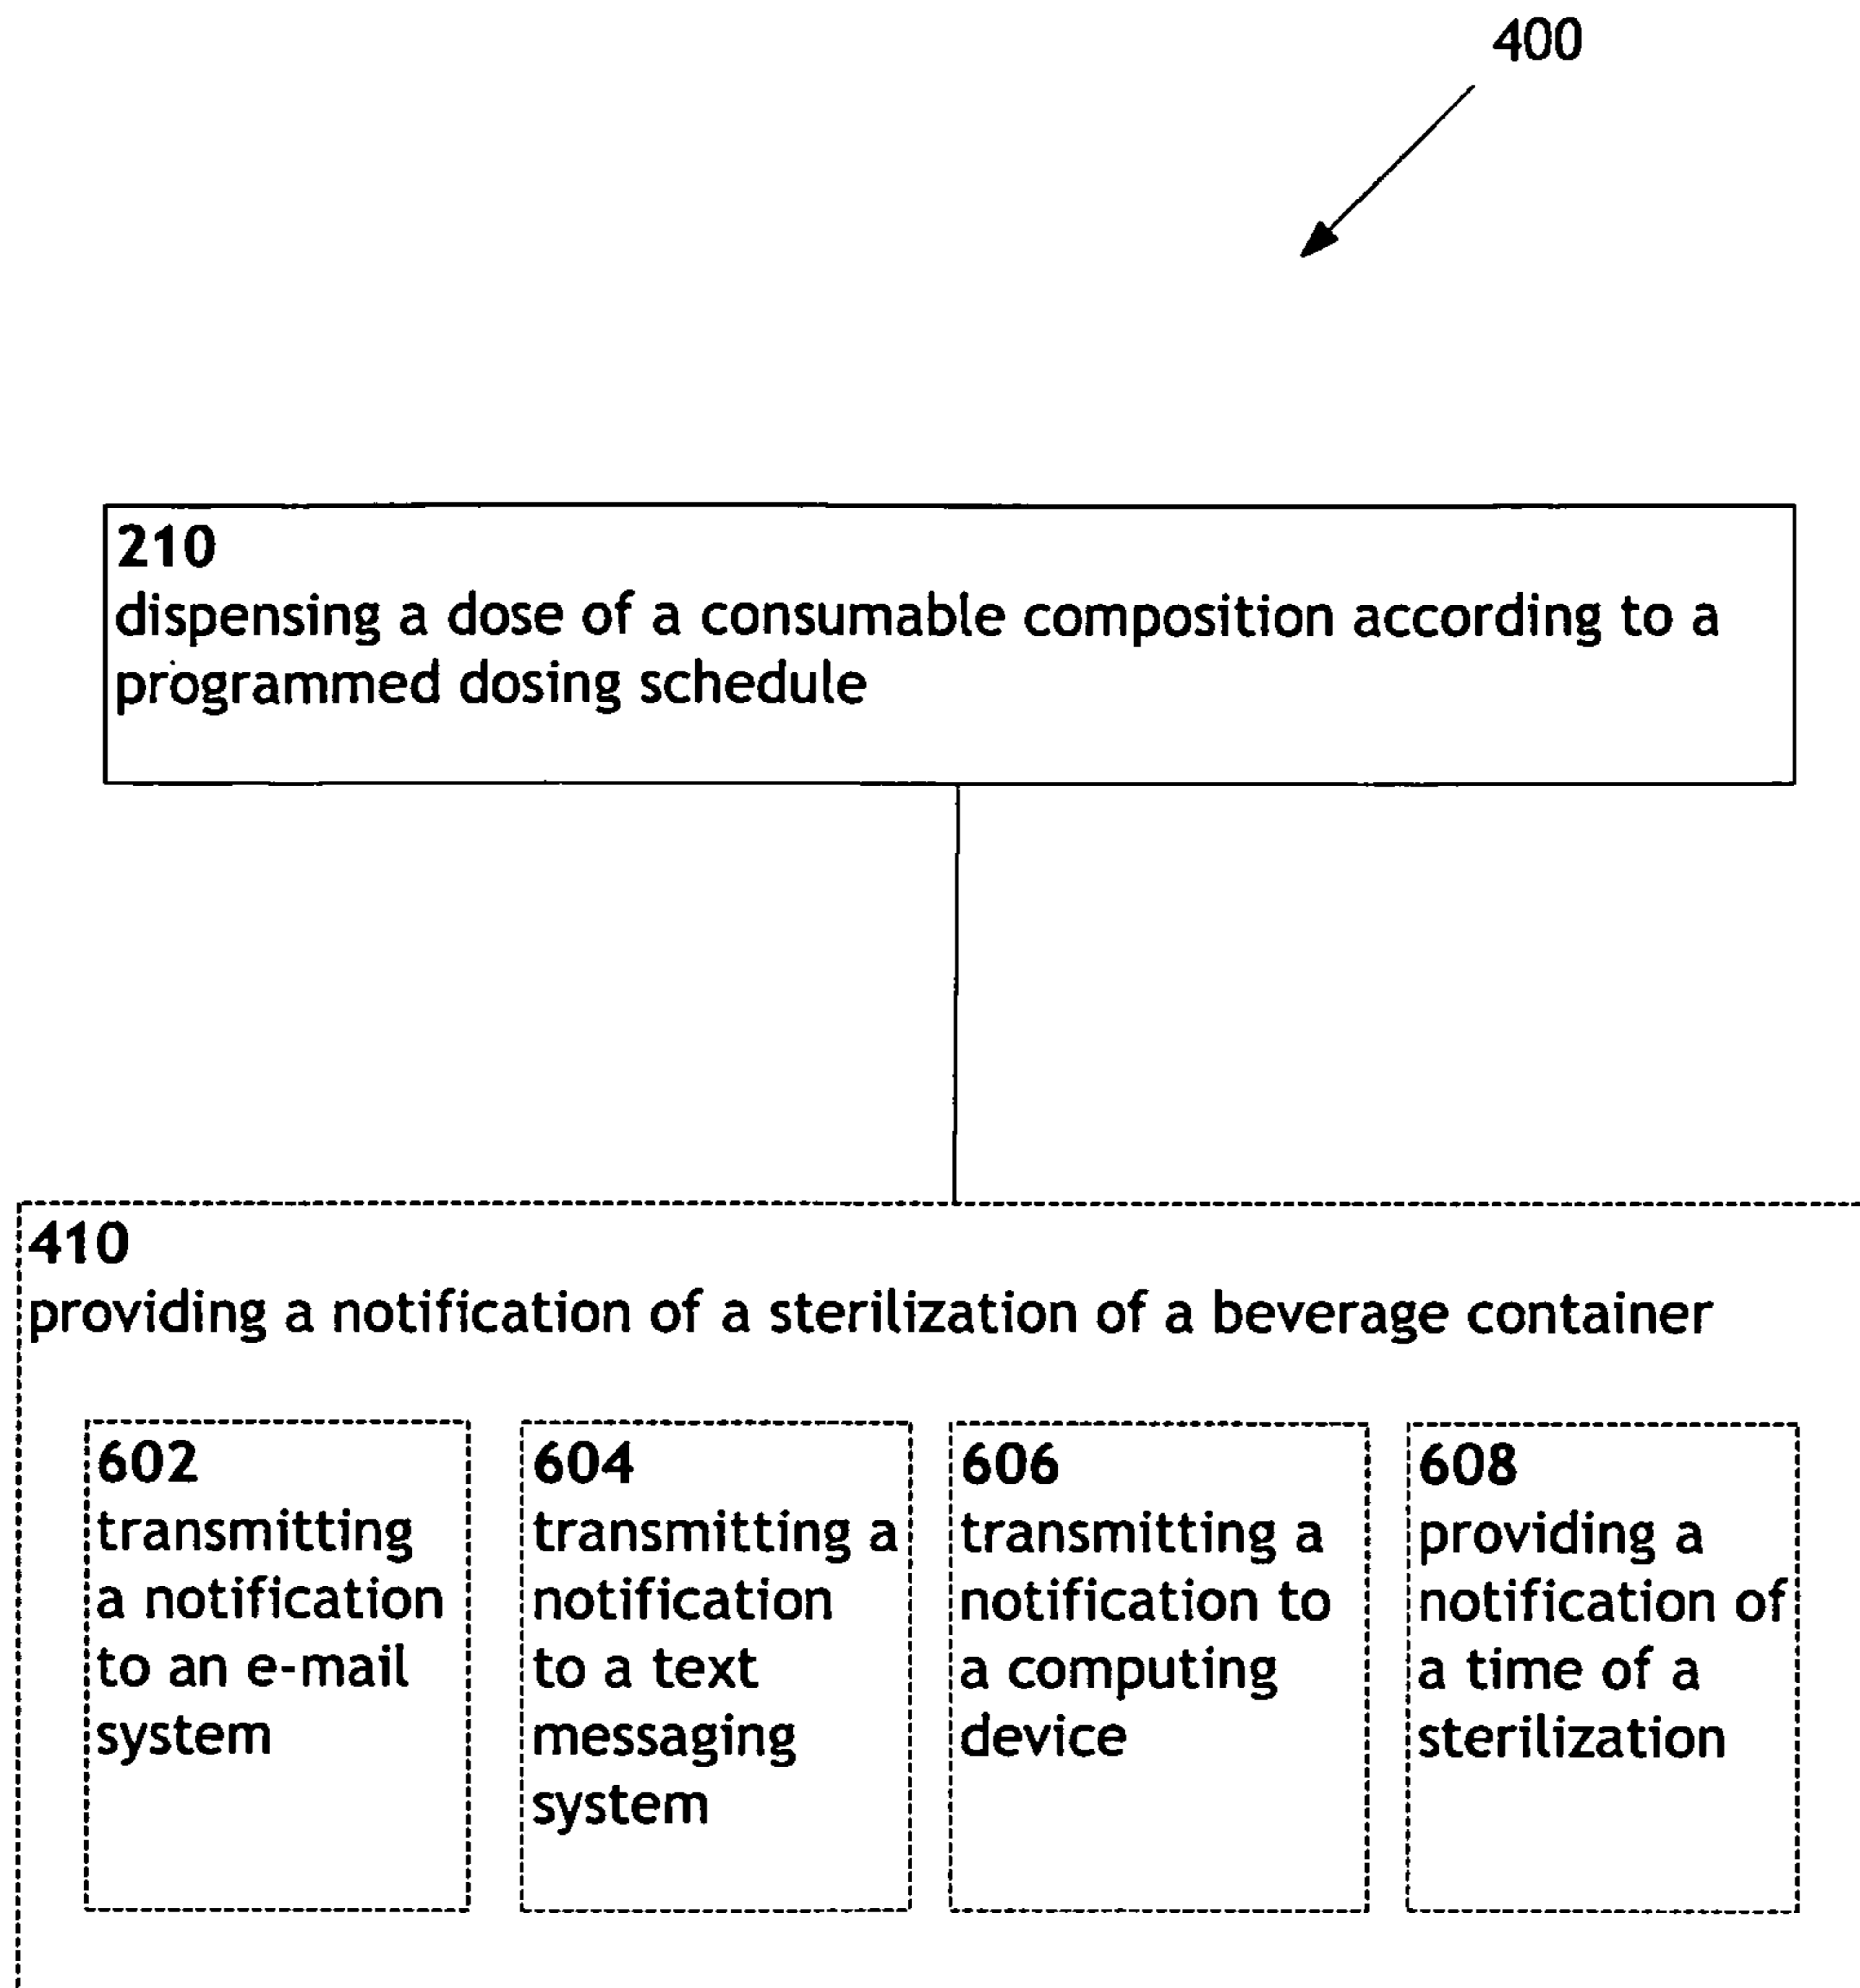 400
210
dispensing a dose of a consumable composition according to a
programmed dosing schedule
410
providing a notification of a sterilization of a beverage container
602
transmitting
a notification
to an e-mail
system
604
transmitting a
notification
to a text
messaging
system
606
transmitting a
notification to
a computing
device
608
providing a
notification of
a time of a
sterilization